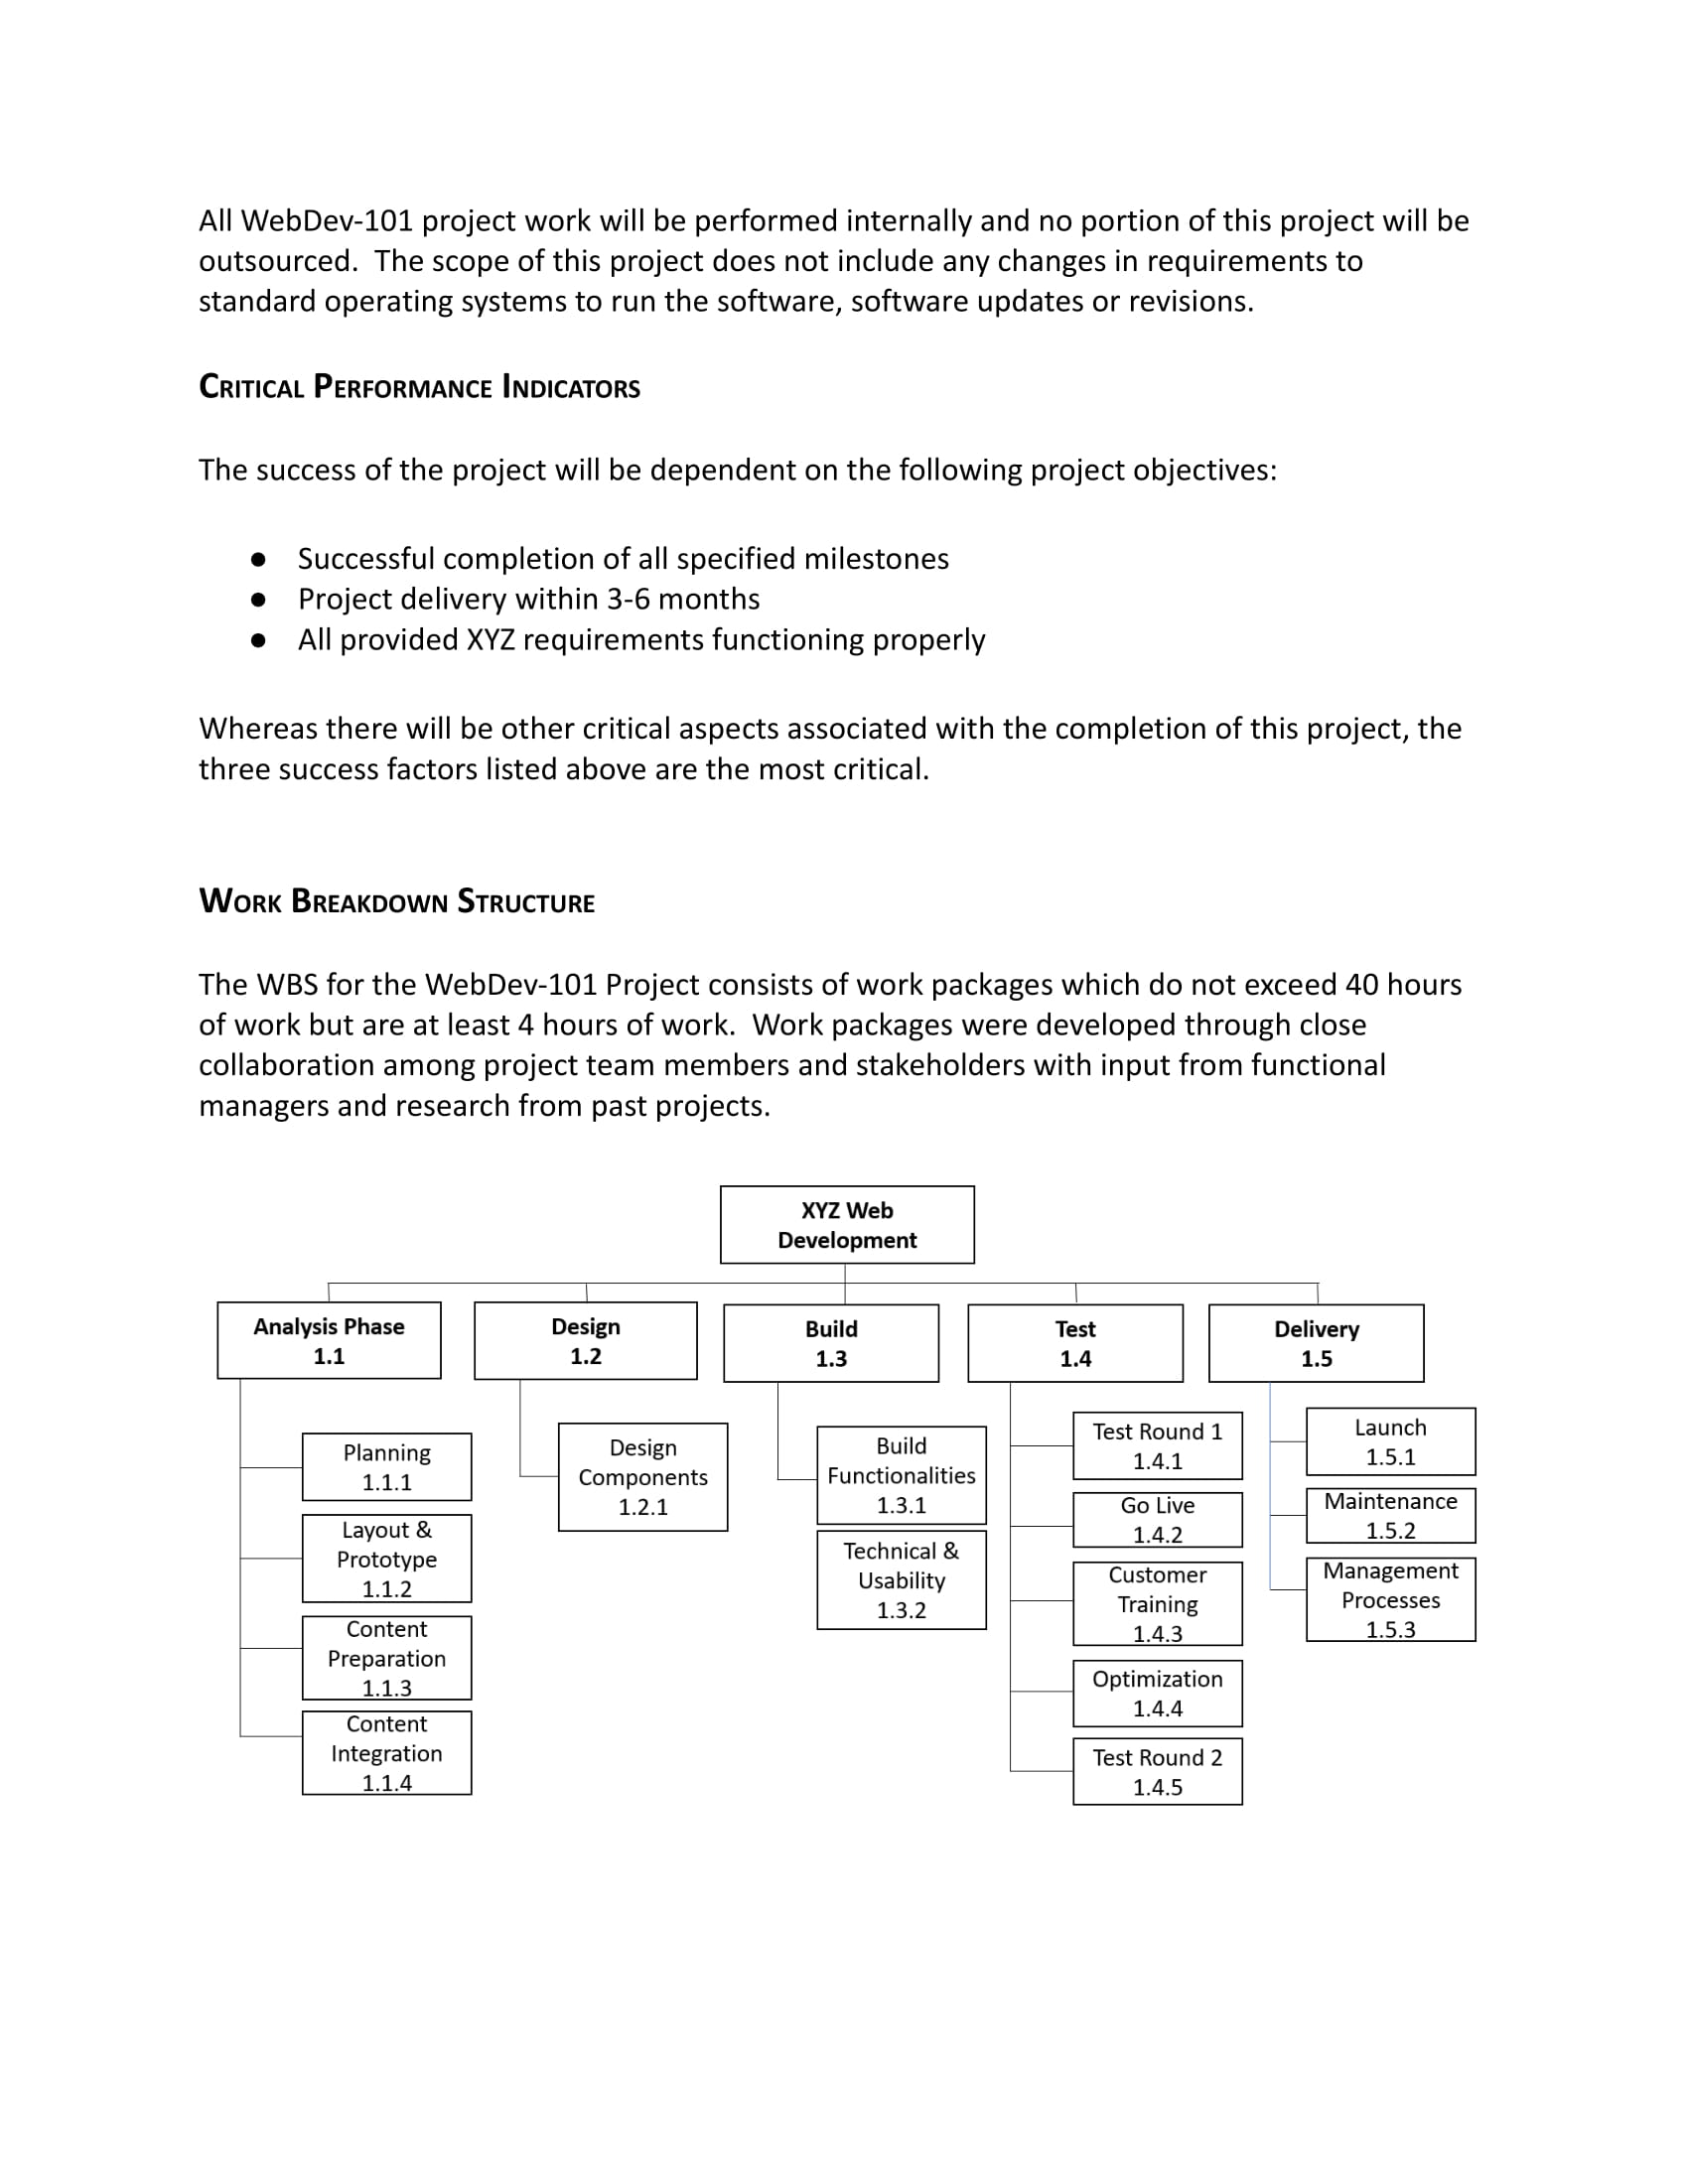 All WebDev-101 project work will be performed internally and no portion of this project will be
outsourced.  The scope of this project does not include any changes in requirements to
standard operating systems to run the software, software updates or revisions.
CRITICAL PERFORMANCE INDICATORS
The success of the project will be dependent on the following project objectives:
● Successful completion of all specified milestones
● Project delivery within 3-6 months
● All provided XYZ requirements functioning properly
Whereas there will be other critical aspects associated with the completion of this project, the
three success factors listed above are the most critical.
WORK BREAKDOWN STRUCTURE
The WBS for the WebDev-101 Project consists of work packages which do not exceed 40 hours
of work but are at least 4 hours of work.  Work packages were developed through close
collaboration among project team members and stakeholders with input from functional
managers and research from past projects.
XYZ Web
Development
Analysis Phase
1.1
Planning
1.1.1
Layout &
Prototype
1.1.2
Content
Preparation
1.1.3
Content
Integration
1.1.4
Design
1.2
Design
Components
1.2.1
Build
1.3
Build
Functionalities
1.3.1
Technical &
Usability
1.3.2
Test
1.4
Test Round 1
1.4.1
Go Live
1.4.2
Customer
Training
1.4.3
Optimization
1.4.4
Test Round 2
1.4.5
Delivery
1.5
Launch
1.5.1
Maintenance
1.5.2
Management
Processes
1.5.3